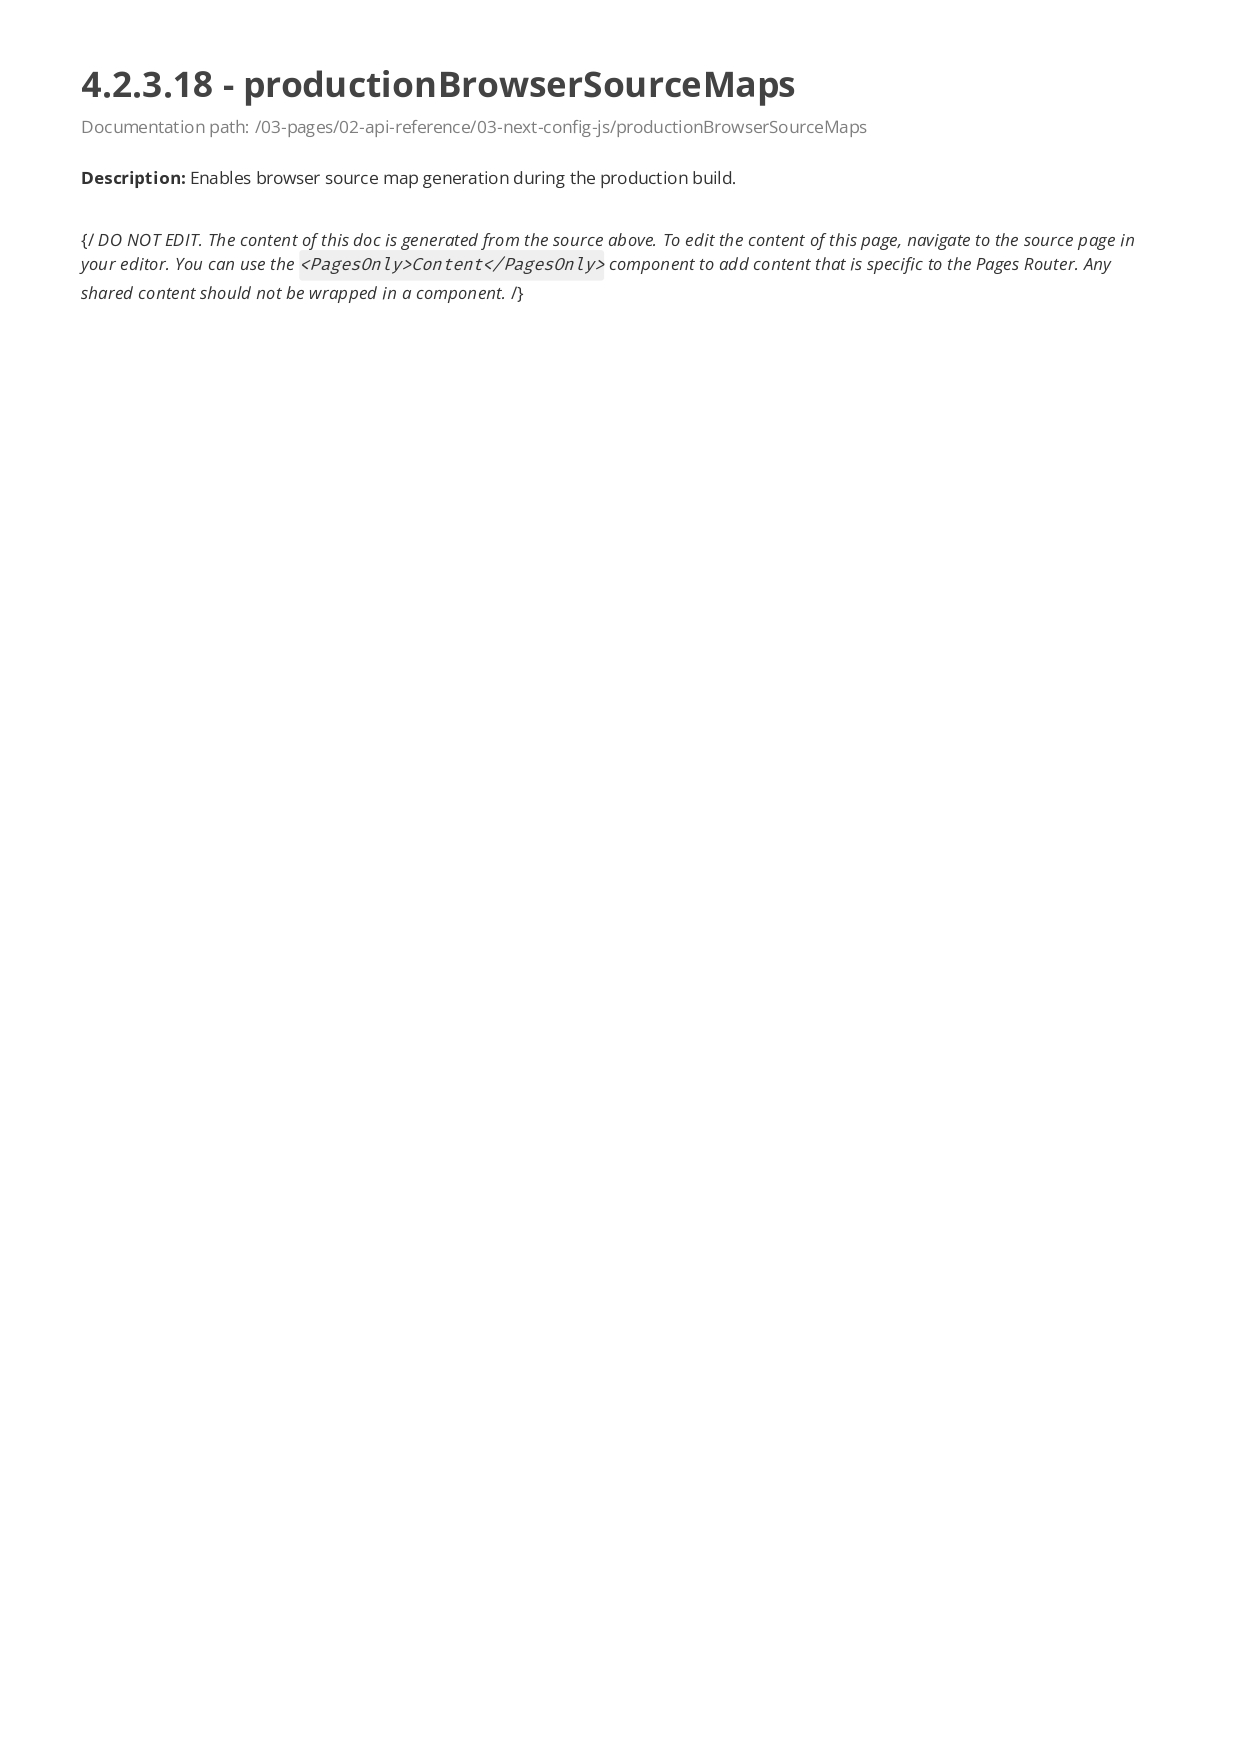 4.2.3.18 - productionBrowserSourceMaps
Documentation path: /03-pages/02-api-reference/03-next-config-js/productionBrowserSourceMaps
Description: Enables browser source map generation during the production build.
{/ DO NOT EDIT. The content of this doc is generated from the source above. To edit the content of this page, navigate to the source page in
your editor. You can use the <PagesOnly>Content</PagesOnly> component to add content that is specific to the Pages Router. Any
shared content should not be wrapped in a component. /}